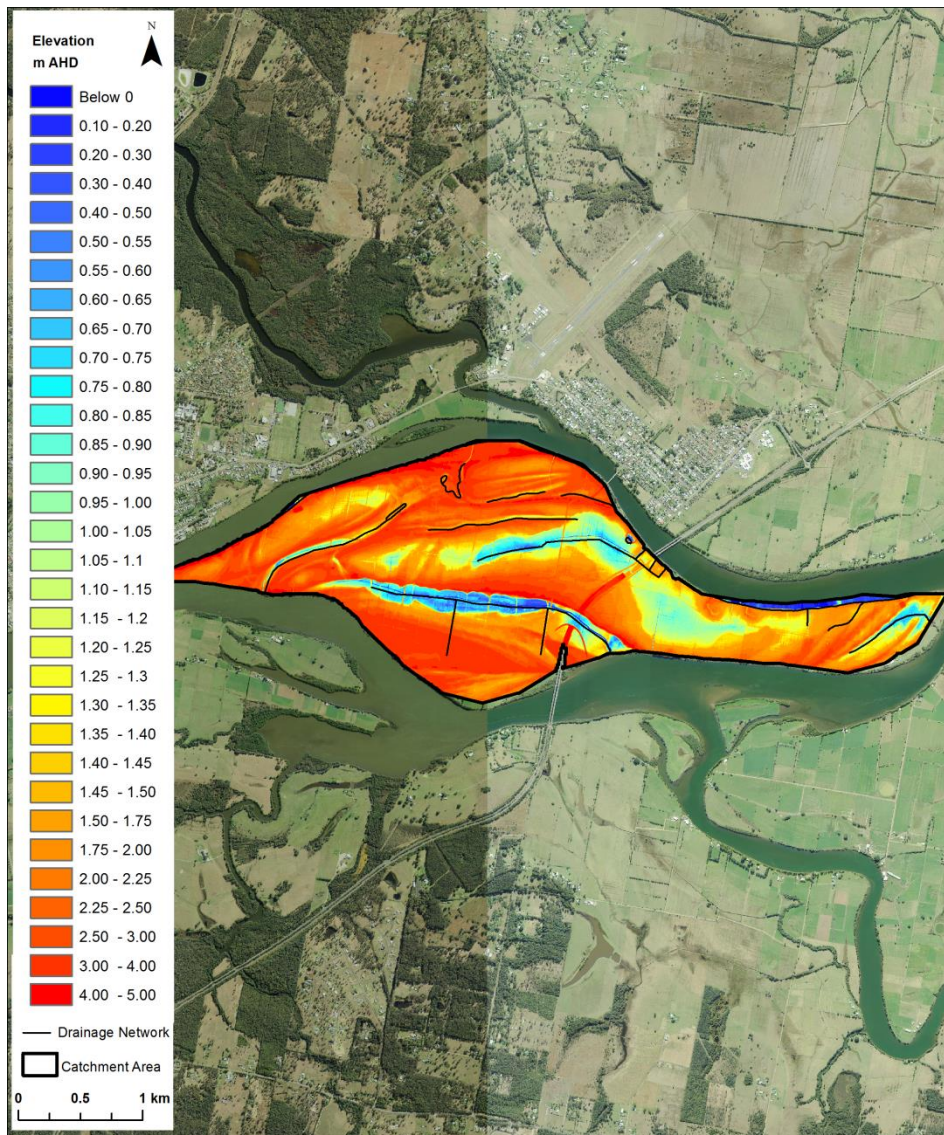 N
Elevation
m AHD
Below 0
0.10 - 0.20
0.20 - 0.30
0.30 - 0.40
0.40 - 0.50
0.50 - 0.55
0.55 - 0.60
0.60 - 0.65
0.65 - 0.70
0.70 - 0.75
0.75 - 0.80
0.80 - 0.85
0.85 - 0.90
0.90 - 0.95
0.95 - 1.00
1.00 - 1.05
1.05 - 1.1
1.10 - 1.15
1.15 - 1.2
1.20 - 1.25
1.25 - 1.3
1.30 - 1.35
1.35 - 1.40
1.40 - 1.45
1.45 - 1.50
1.50 - 1.75
1.75 - 2.00
2.00 - 2.25
2.25 - 2.50
2.50 - 3.00
3.00 - 4.00
4.00 - 5.00
Drainage Network
Catchment Area
0 0.5 1 km